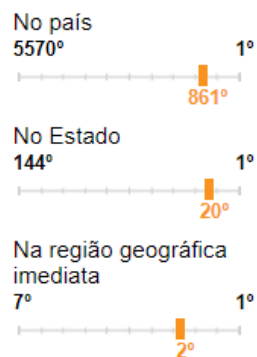 No país
5570º 1º
861º
No Estado
144º 1º
20º
Na região geográfica
imediata
7º 1º
2º